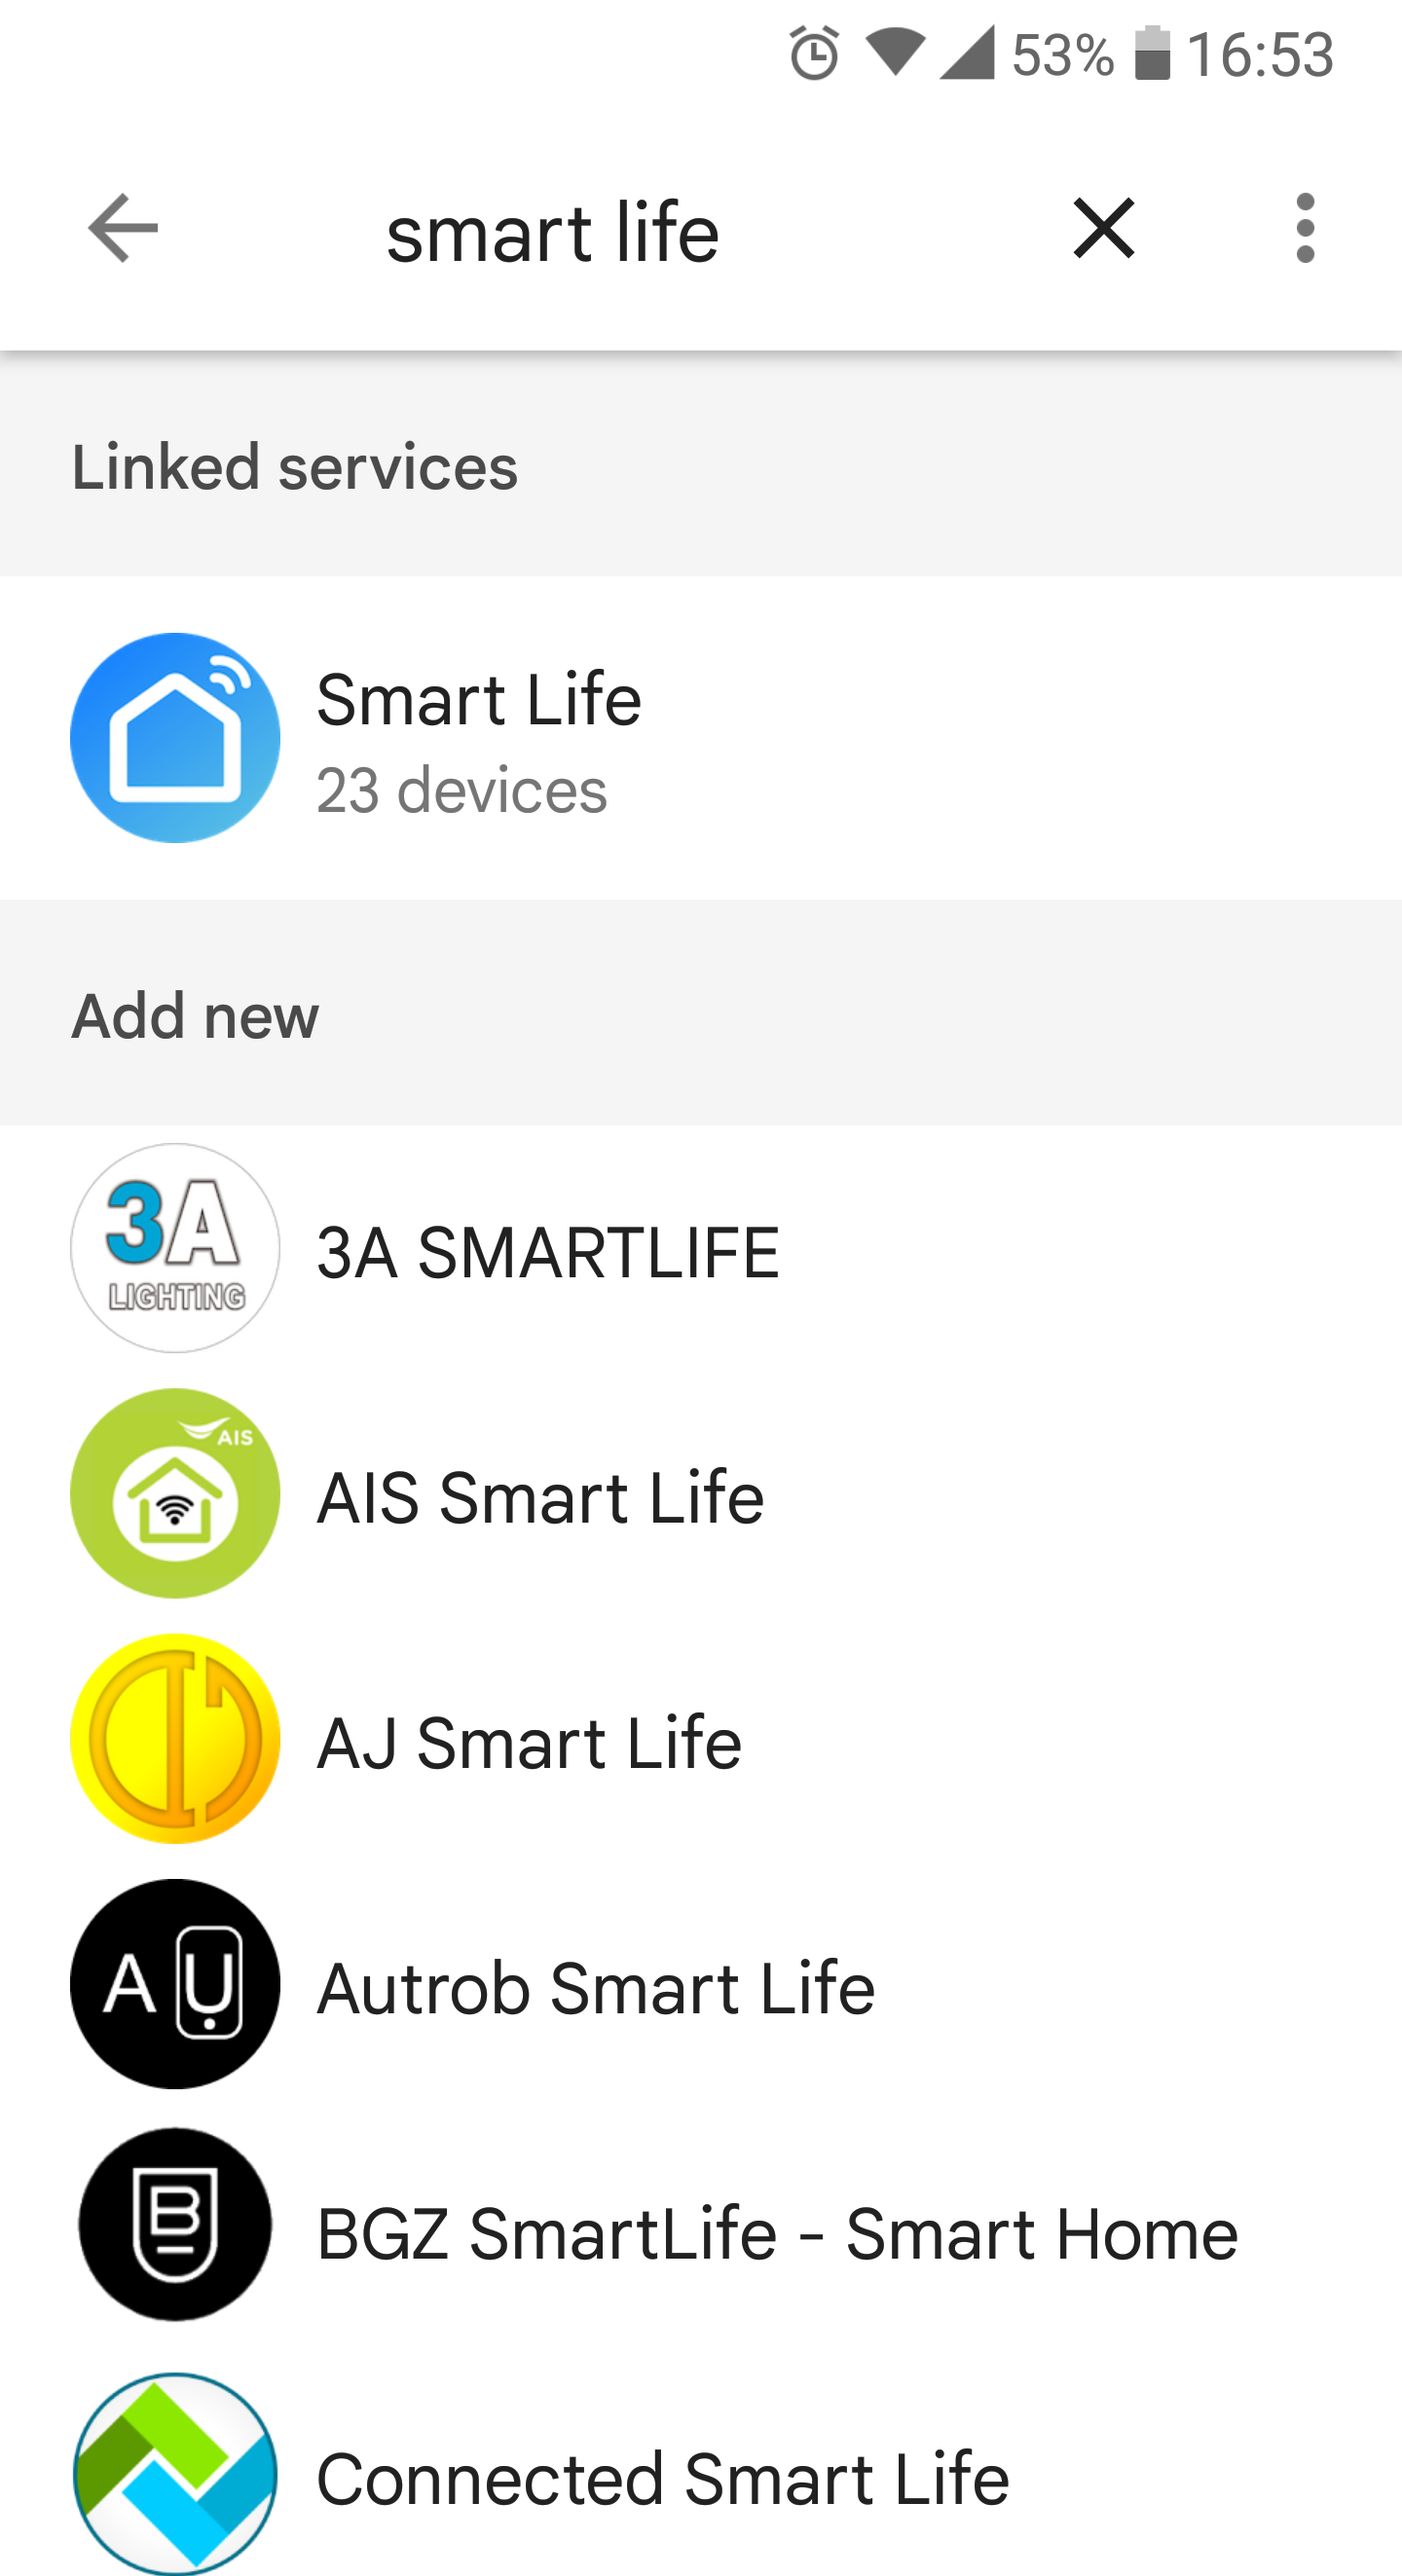 53% 16:53
smart life
Linked services
Smart Life
23 devices
Add new
3A
LIGHTING
3A SMARTLIFE
AIS
AIS Smart Life
AJ Smart Life
AU
Autrob Smart Life
B
BGZ SmartLife - Smart Home
Connected Smart Life